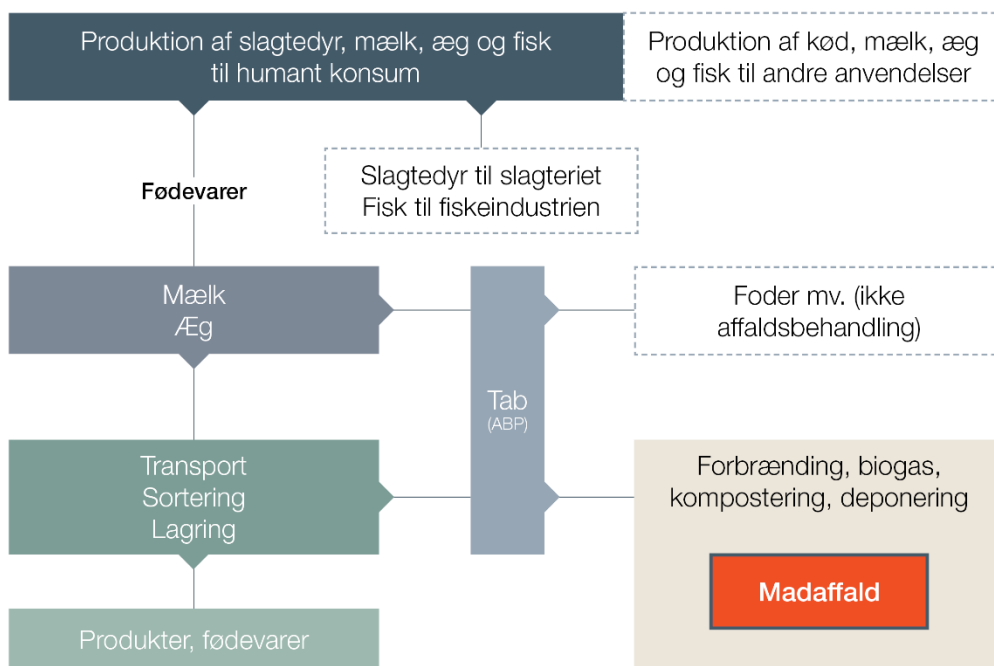 Produktion af slagtedyr, mælk, æg og fisk
til humant konsum
Produktion af kød, mælk, æg
og fisk til andre anvendelser
Slagtedyr til slagteriet
Fisk til fiskeindustrien
Fødevarer
Mælk
Æg
Tab
(ABP)
Foder mv. (ikke
affaldsbehandling)
Transport
Sortering
Lagring
Forbrænding, biogas,
kompostering, deponering
Madaffald
Produkter, fødevarer